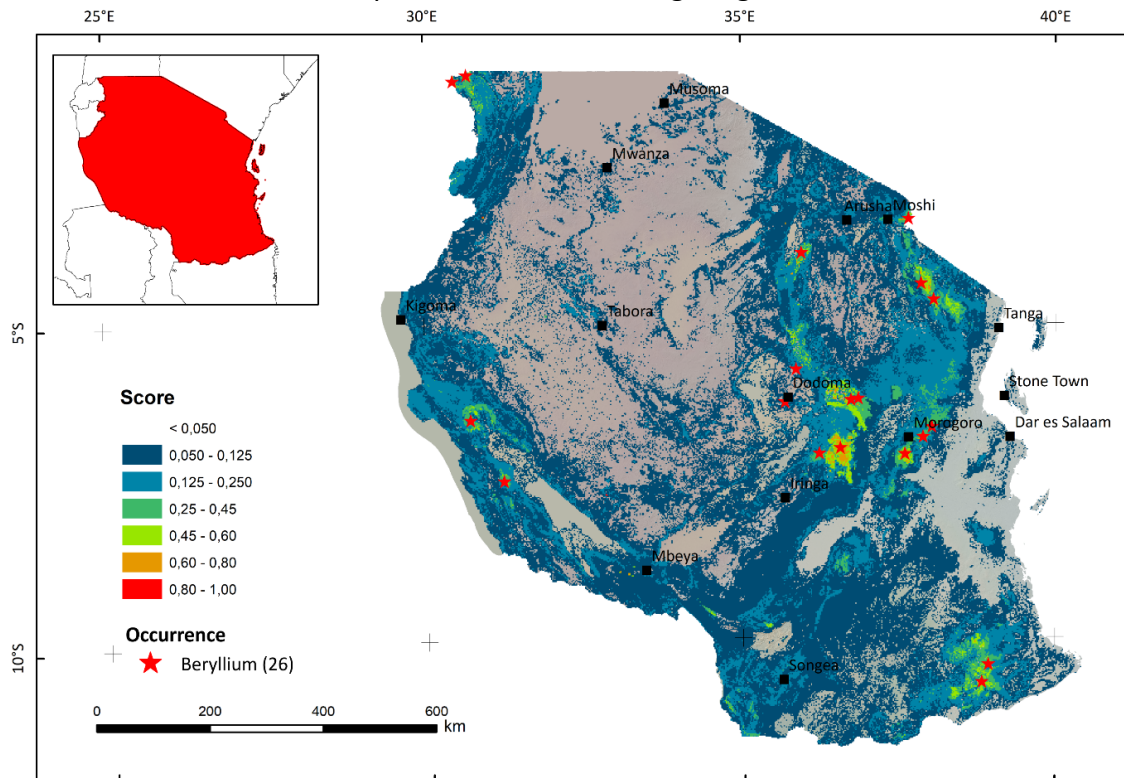 25°E 30°E 35°E 40°E
Musoma
Mwanza
Arusha Moshi
Kigoma
Tabora
Tanga
5°S
Dodoma
Stone Town
Score
Morogoro
Dar es Salaam
< 0,050
0,050 - 0,125
0,125 - 0,250
0,25 - 0,45
0,45 - 0,60
0,60 - 0,80
0,80 - 1,00
Iringa
Mbeya
Occurrence
Beryllium (26)
10°S
Songea
0 200 400 600
km